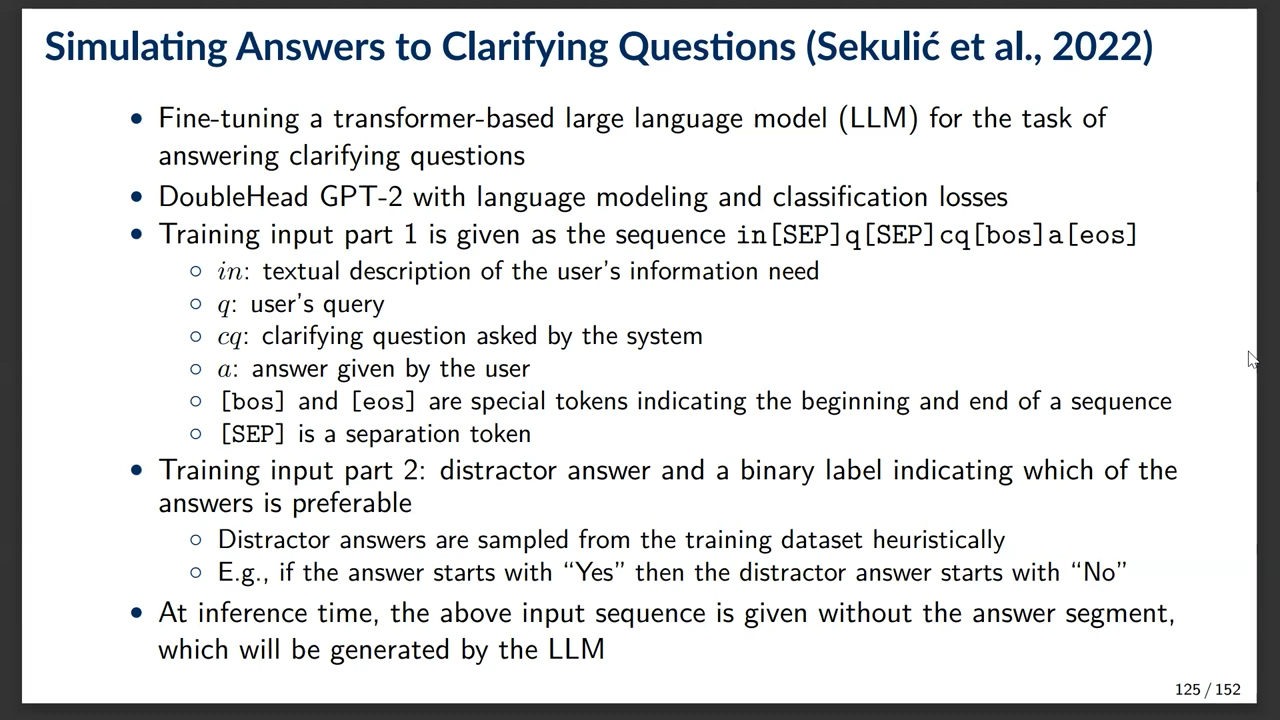 Simulating Answers to Clarifying Questions (Sekulić et al., 2022)
• Fine-tuning a transformer-based large language model (LLM) for the task of
answering clarifying questions
• DoubleHead GPT-2 with language modeling and classification losses
• Training input part 1 is given as the sequence in[SEP]q[SEP]cq[bos]a[eos]
○ in: textual description of the user's information need
○ q: user's query
○ cq: clarifying question asked by the system
○ a: answer given by the user
○ [bos] and [eos] are special tokens indicating the beginning and end of a sequence
○ [SEP] is a separation token
• Training input part 2: distractor answer and a binary label indicating which of the
answers is preferable
○ Distractor answers are sampled from the training dataset heuristically
○ E.g., if the answer starts with “Yes” then the distractor answer starts with “No”
• At inference time, the above input sequence is given without the answer segment,
which will be generated by the LLM
125 / 152